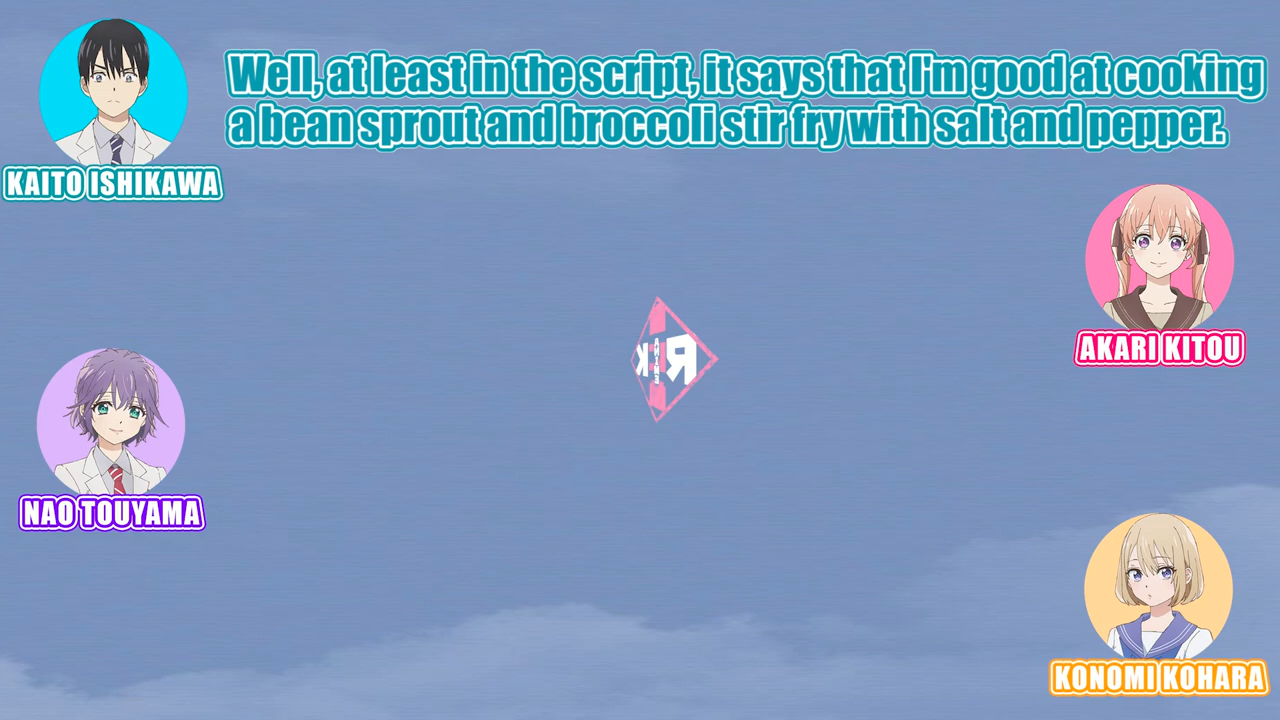 Well, at least in the script, it says that I'm good at cooking
a bean sprout and broccoli stir fry with salt and pepper.
KAITO ISHIKAWA
AKARI KITOU
NAO TOUYAMA
KONOMI KOHARA